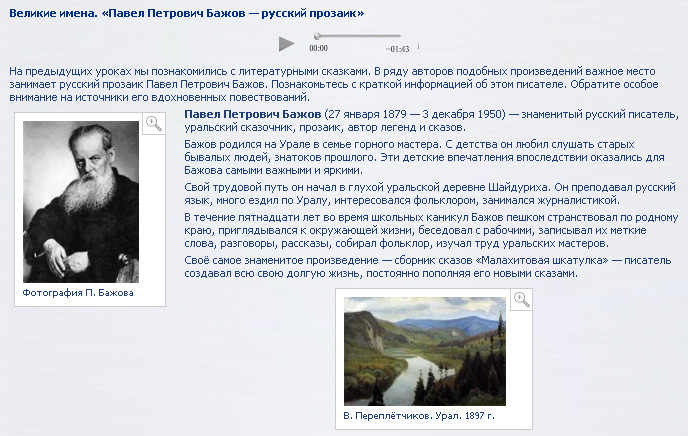 Великие имена. «Павел Петрович Бажов — русский прозаик»
00:00
−01:43
На предыдущих уроках мы познакомились с литературными сказками. В ряду авторов подобных произведений важное место
занимает русский прозаик Павел Петрович Бажов. Познакомьтесь с краткой информацией об этом писателе. Обратите особое
внимание на источники его вдохновенных повествований.
Павел Петрович Бажов (27 января 1879 — 3 декабря 1950) — знаменитый русский писатель,
уральский сказочник, прозаик, автор легенд и сказов.
Бажов родился на Урале в семье горного мастера. С детства он любил слушать старых
бывалых людей, знатоков прошлого. Эти детские впечатления впоследствии оказались для
Бажова самыми важными и яркими.
Свой трудовой путь он начал в глухой уральской деревне Шайдуриха. Он преподавал русский
язык, много ездил по Уралу, интересовался фольклором, занимался журналистикой.
В течение пятнадцати лет во время школьных каникул Бажов пешком странствовал по родному
краю, приглядывался к окружающей жизни, беседовал с рабочими, записывал их меткие
слова, разговоры, рассказы, собирал фольклор, изучал труд уральских мастеров.
Своё самое знаменитое произведение — сборник сказов «Малахитовая шкатулка» — писатель
создавал всю свою долгую жизнь, постоянно пополняя его новыми сказами.
Фотография П. Бажова
В. Переплётчиков. Урал. 1897 г.